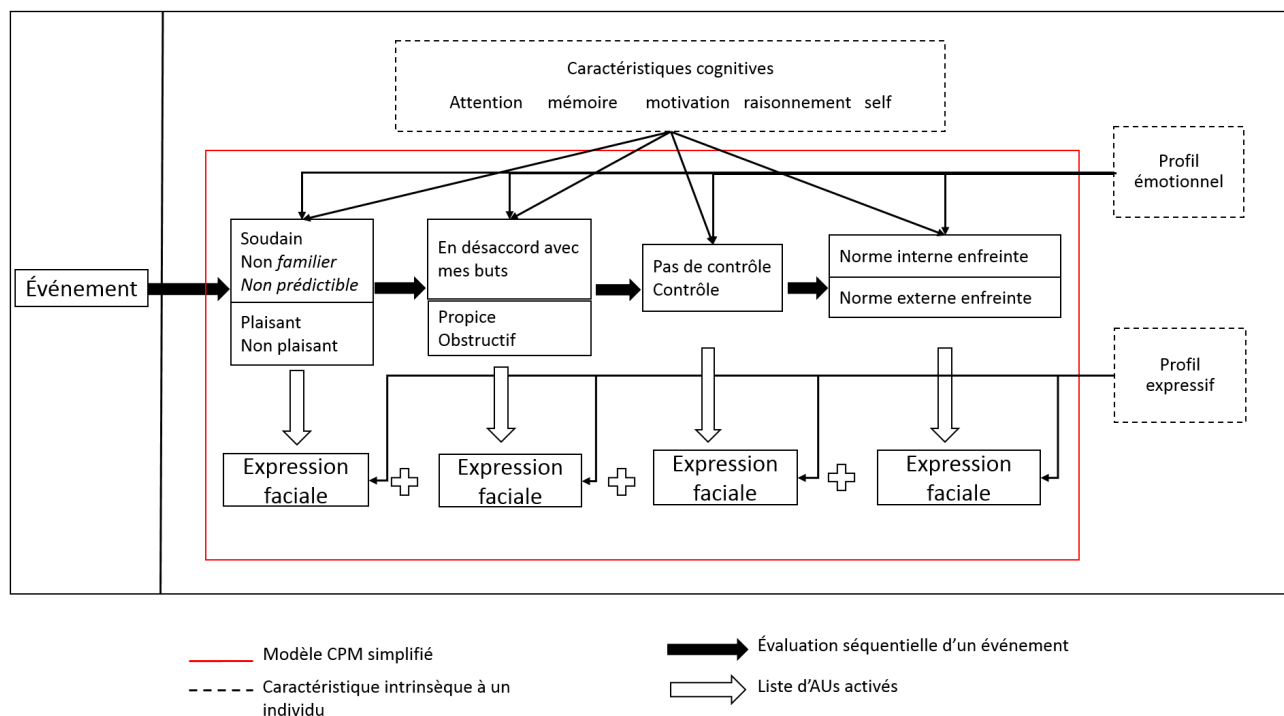 Caractéristiques cognitives
Attention mémoire motivation raisonnement self
Profil
émotionnel
Événement
Soudain
Non familier
Non prédictible
Plaisant
Non plaisant
En désaccord avec
mes buts
Propice
Obstructif
Pas de contrôle
Contrôle
Norme interne enfreinte
Norme externe enfreinte
Profil
expressif
Expression
faciale
Expression
faciale
Expression
faciale
Expression
faciale
Modèle CPM simplifié
Caractéristique intrinsèque à un
individu
Évaluation séquentielle d'un événement
Liste d'AUs activés